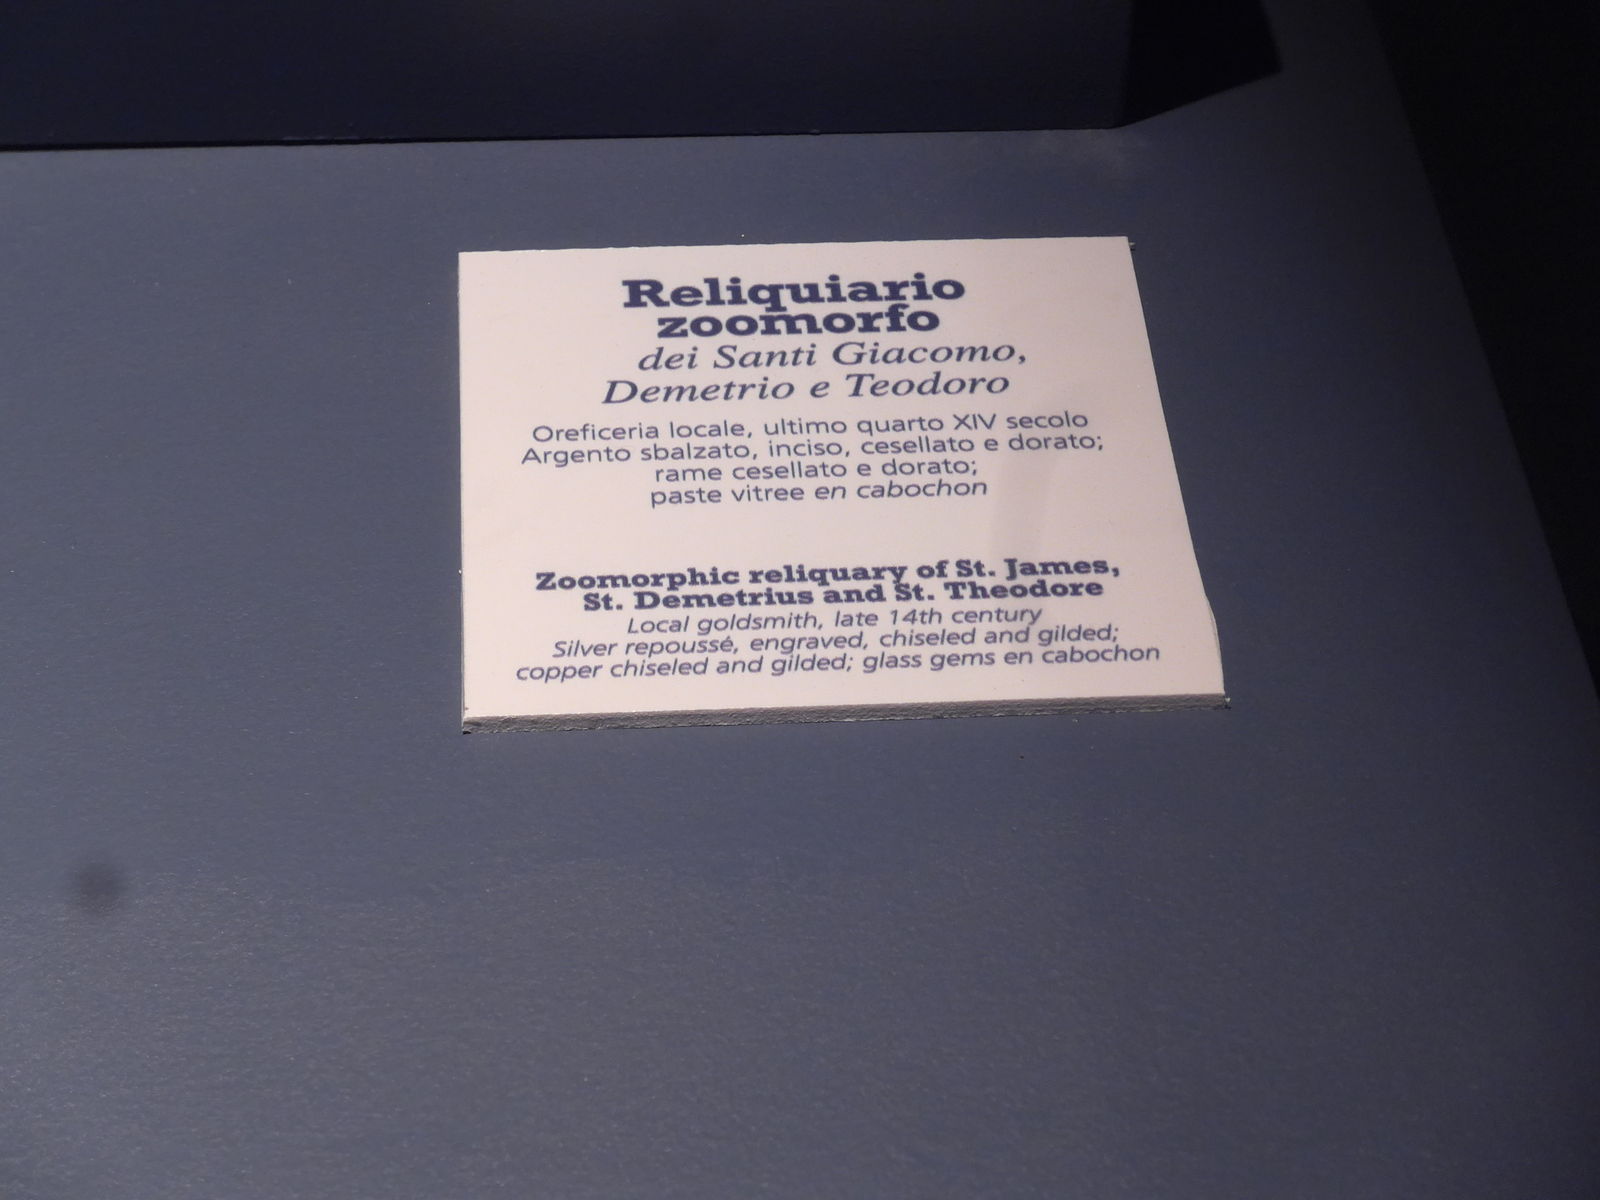 Reliquiario
zoomorfo
dei Santi Giacomo,
Demetrio e Teodoro
Oreficeria locale, ultimo quarto XIV secolo
Argento sbalzato, inciso, cesellato e dorato;
rame cesellato e dorato;
paste vitree en cabochon
Zoomorphic reliquary of St. James,
St. Demetrius and St. Theodore
Local goldsmith, late 14th century
Silver repoussé, engraved, chiseled and gilded;
copper chiseled and gilded; glass gems en cabochon